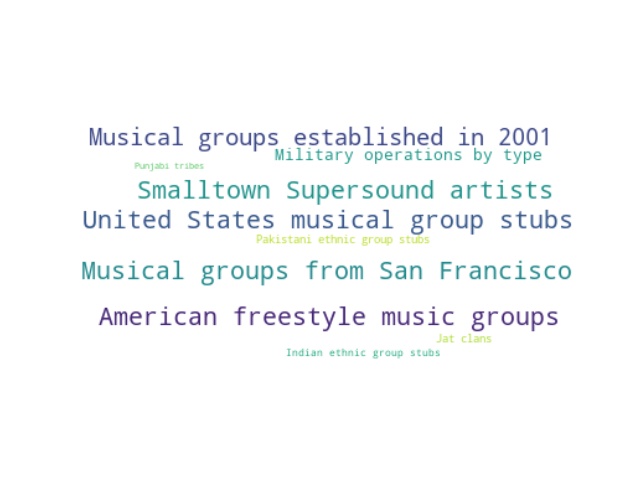 Musical groups established in 2001
Military operations by type
Punjabi tribes
Smalltown Supersound artists
United States musical group stubs
Pakistani ethnic group stubs
Musical groups from San Francisco
American freestyle music groups
Jat clans
Indian ethnic group stubs